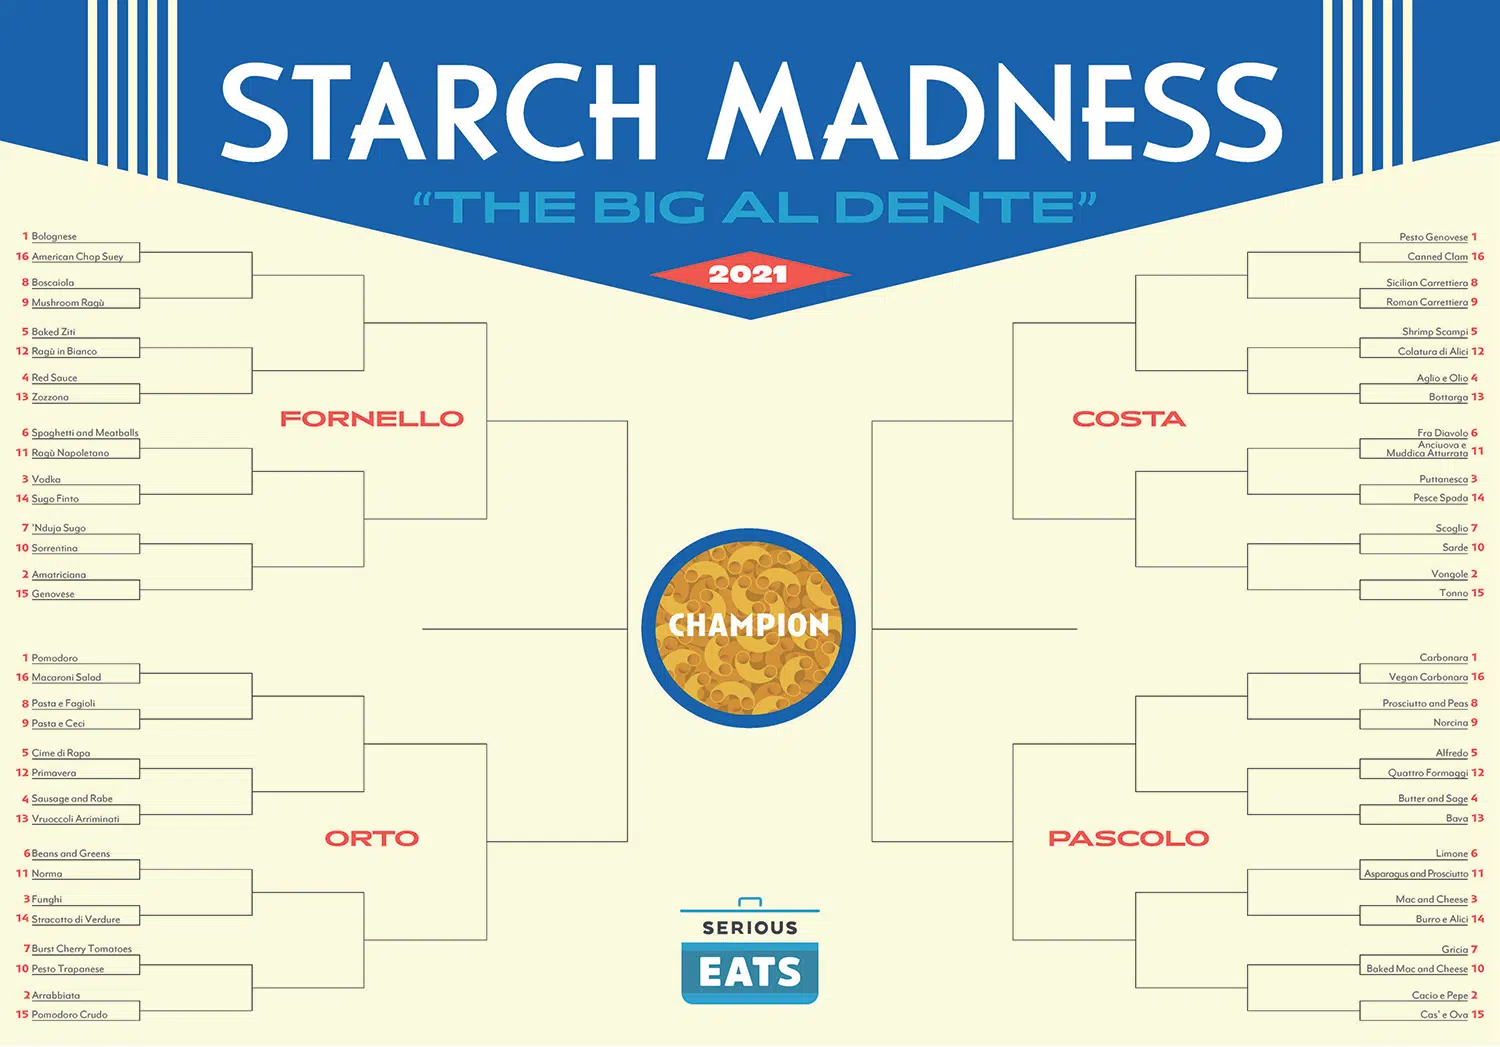 STARCH MADNESS
“THE BIG AL DENTE”
2021
1 Bolognese
16 American Chop Suey
8 Boscaiola
9 Mushroom Ragù
5 Baked Ziti
12 Ragù in Bianco
4 Red Sauce
13 Zozzona
FORNELLO
6 Spaghetti and Meatballs
11 Ragù Napoletano
3 Vodka
14 Sugo Finto
7 'Nduja Sugo
10 Sorrentina
2 Amatriciana
15 Genovese
1 Pomodoro
16 Macaroni Salad
8 Pasta e Fagioli
9 Pasta e Ceci
5 Cime di Rapa
12 Primavera
4 Sausage and Rabe
13 Vruoccoli Arriminati
ORTO
6 Beans and Greens
11 Norma
3 Funghi
14 Stracotto di Verdure
7 Burst Cherry Tomatoes
10 Pesto Trapanese
2 Arrabbiata
15 Pomodoro Crudo
CHAMPION
SERIOUS
EATS
Pesto Genovese 1
Canned Clam 16
Sicilian Carrettiera 8
Roman Carrettiera 9
Shrimp Scampi 5
Colatura di Alici 12
Aglio e Olio 4
Bottarga 13
COSTA
Fra Diavolo 6
Anciuova e
Muddica Atturrata 11
Puttanesca 3
Pesce Spada 14
Scoglio 7
Sarde 10
Vongole 2
Tonno 15
Carbonara 1
Vegan Carbonara 16
Prosciutto and Peas 8
Norcina 9
Alfredo 5
Quattro Formaggi 12
Butter and Sage 4
Bava 13
PASCOLO
Limone 6
Asparagus and Prosciutto 11
Mac and Cheese 3
Burro e Alici 14
Gricia 7
Baked Mac and Cheese 10
Cacio e Pepe 2
Cas' e Ova 15